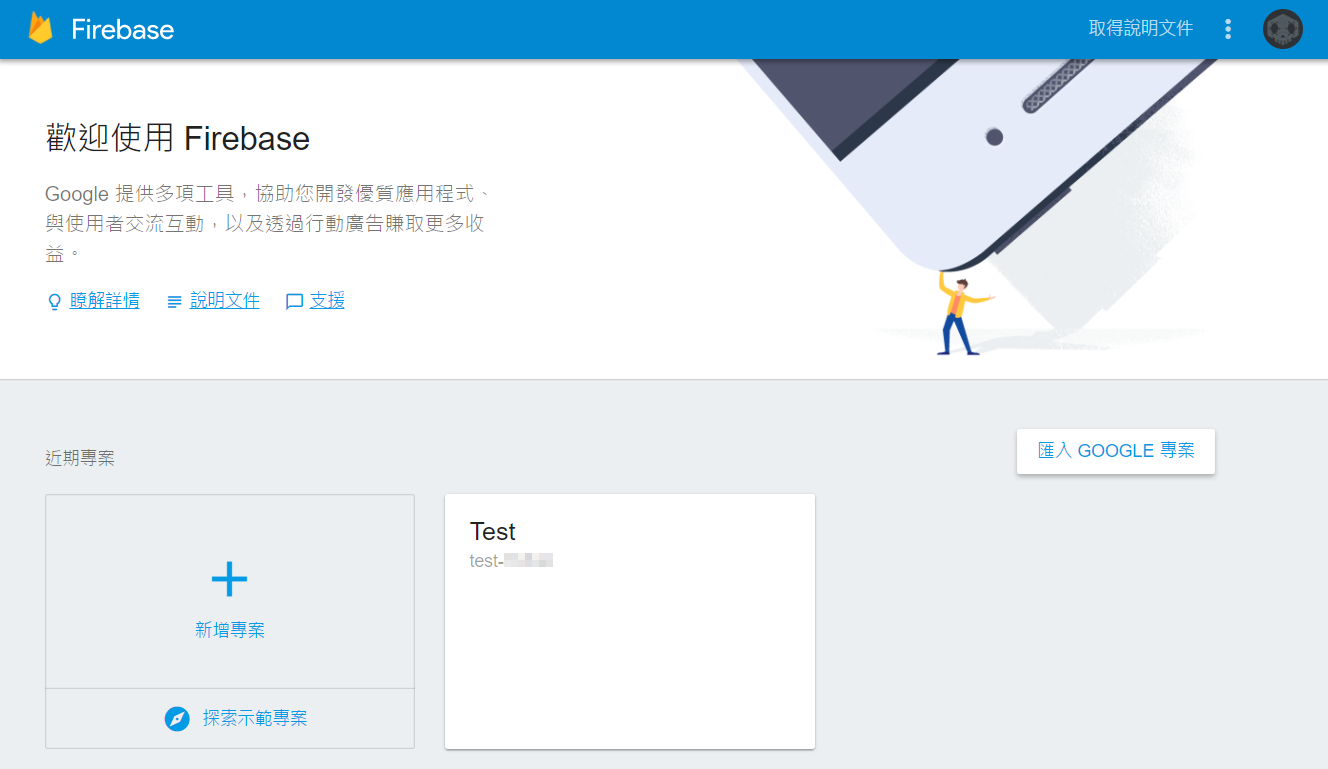 Firebase
取得說明文件
歡迎使用 Firebase
Google 提供多項工具，協助您開發優質應用程式、
與使用者交流互動，以及透過行動廣告賺取更多收
益。
瞭解詳情
說明文件
支援
近期專案
匯入 GOOGLE 專案
新增專案
探索示範專案
Test
test-